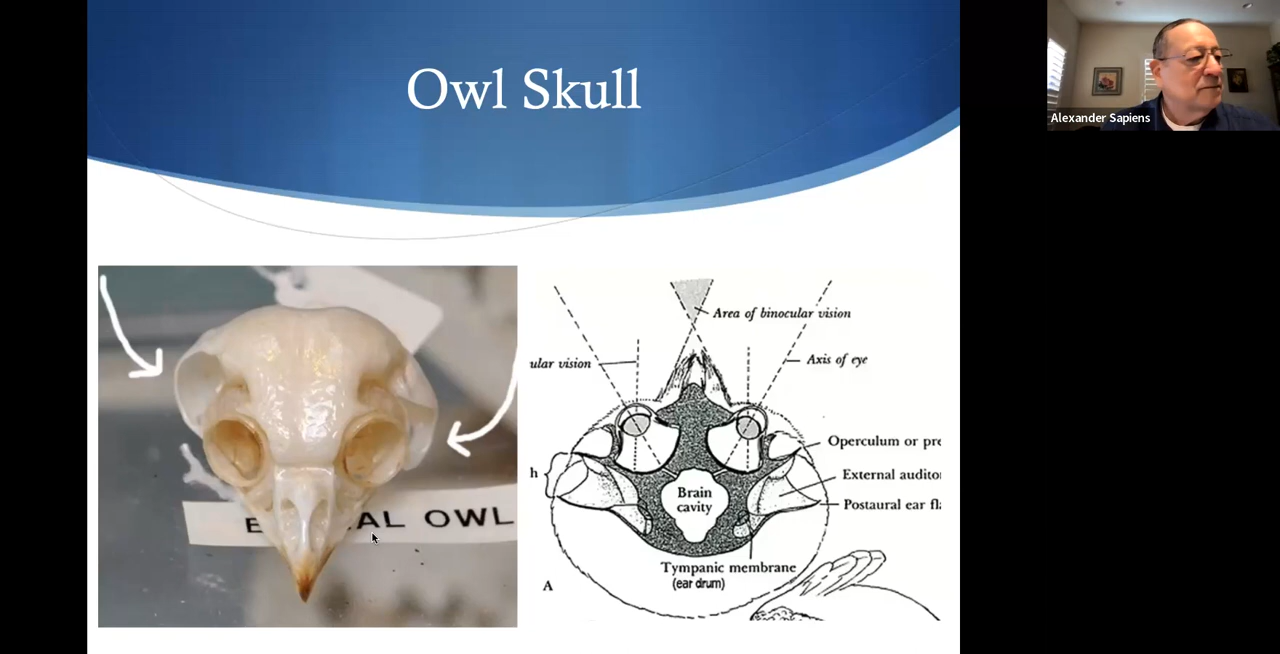 Owl Skull
Alexander Sapiens
AL OWL
Area of binocular vision
ular vision
Axis of eye
Operculum or pre
h
External audito
Brain
cavity
Postaural ear fl
Tympanic membrane
(ear drum)
A